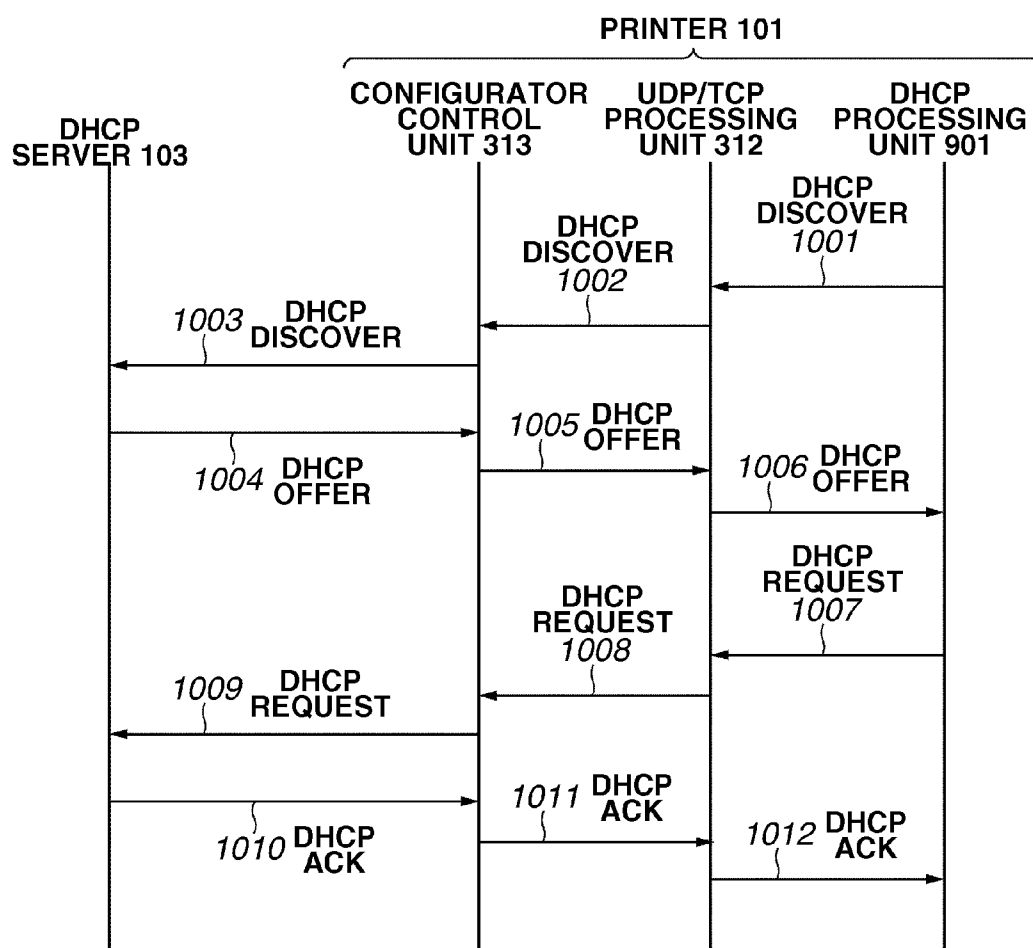 PRINTER 101
DHCP
SERVER 103
CONFIGURATOR
CONTROL
UNIT 313
UDP/TCP
PROCESSING
UNIT 312
DHCP
PROCESSING
UNIT 901
DHCP
DISCOVER
1001
DHCP
DISCOVER
1002
1003 DHCP
DISCOVER
1004 DHCP
OFFER
1005 DHCP
OFFER
1006 DHCP
OFFER
DHCP
REQUEST
1007
DHCP
REQUEST
1008
1009 DHCP
REQUEST
1010 DHCP
ACK
1011 DHCP
ACK
1012 DHCP
ACK